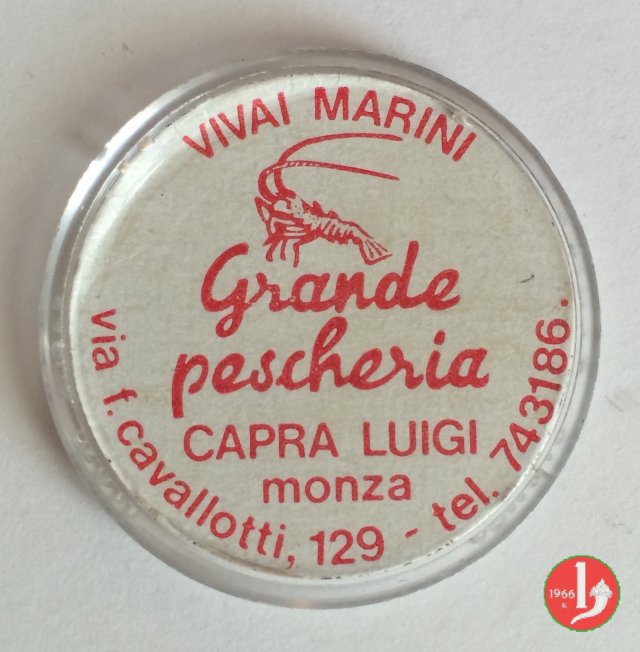 VIVAI MARINI
Grande
pescheria
CAPRA LUIGI
monza
via f. cavallotti, 129 - tel. 743186.
1966